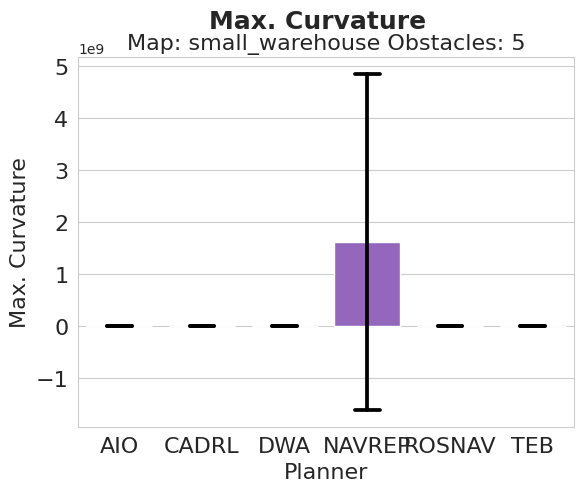 Max. Curvature
Map: small_warehouse Obstacles: 5
1e9
5
4
3
2
1
0
−1
Max. Curvature
AIO CADRL DWA NAVREP ROSNAV TEB
Planner